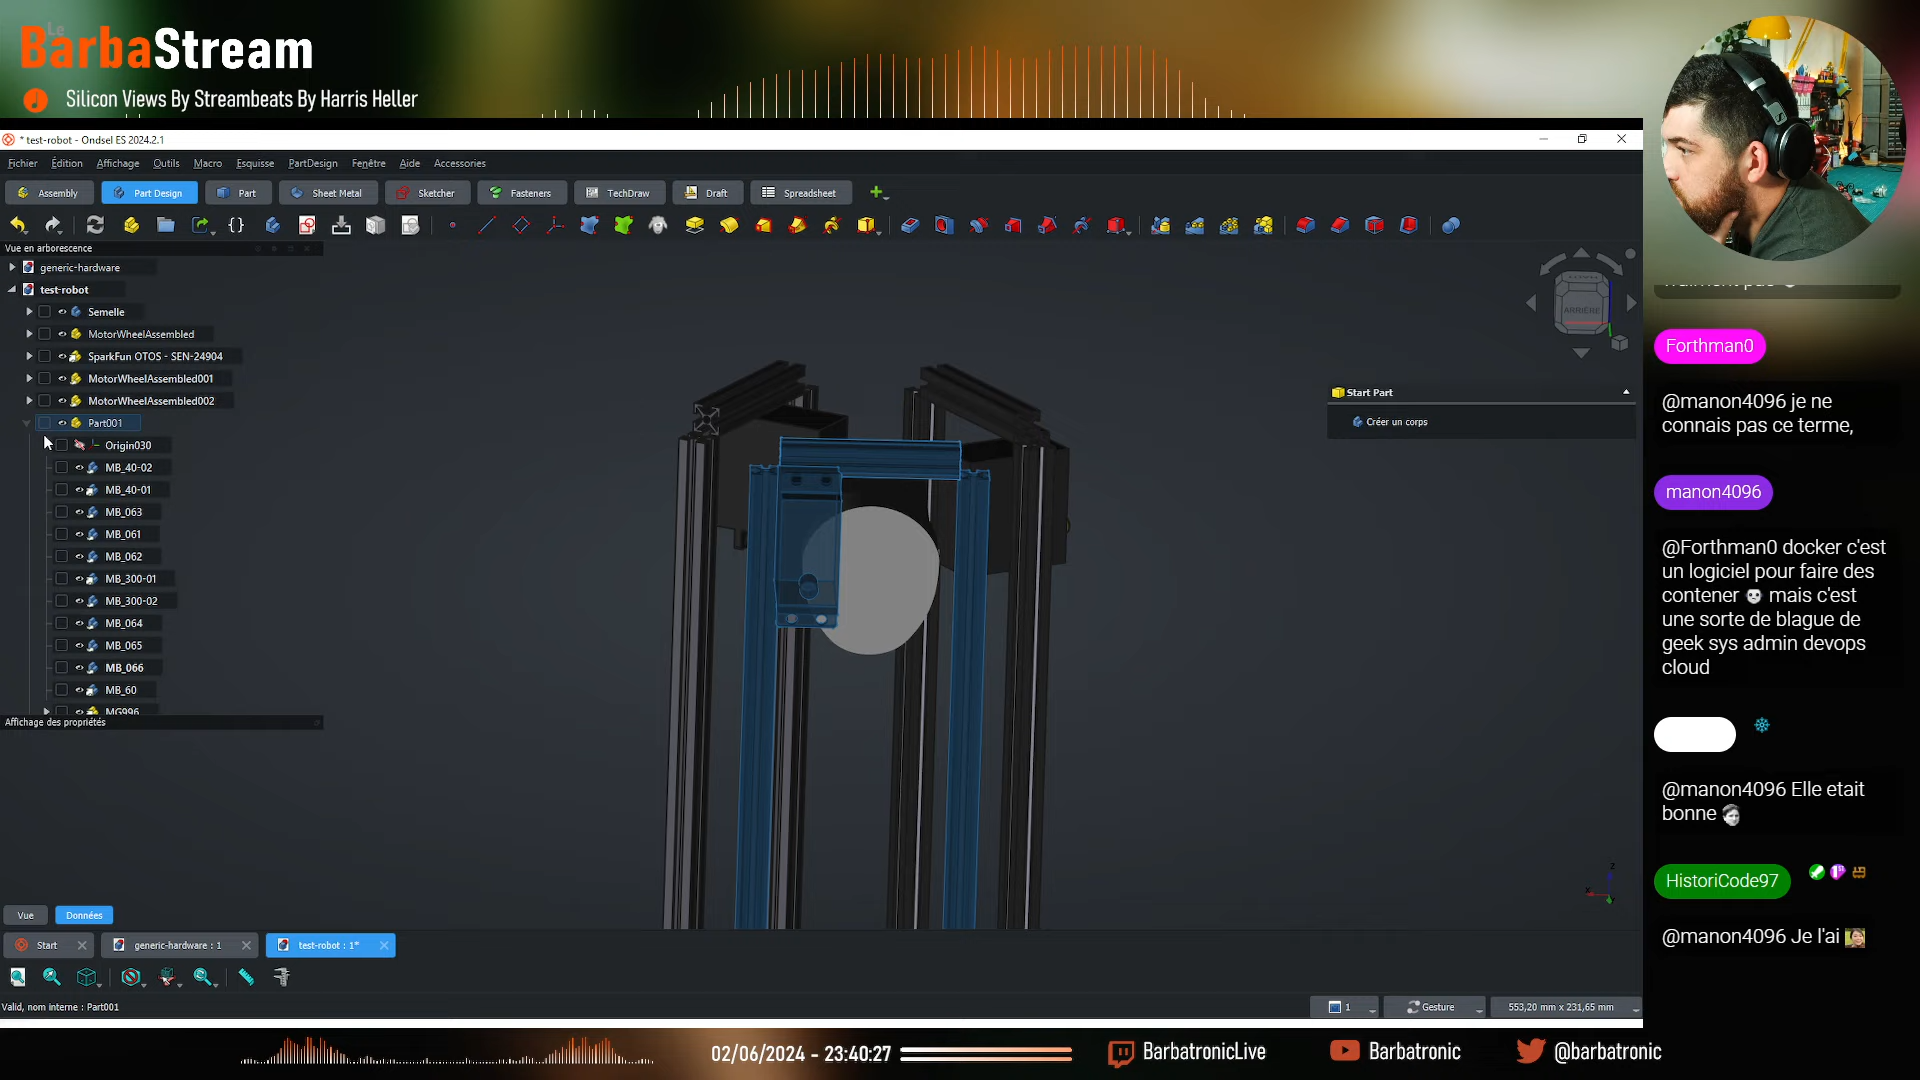 Le
BarbaStream
Silicon Views By Streambeats By Harris Heller
* test-robot - Ondsel ES 2024.2.1
Fichier Édition Affichage Outils Macro Esquisse PartDesign Fenêtre Aide Accessories
Assembly Part Design Part Sheet Metal Sketcher Fasteners TechDraw Draft Spreadsheet
Vue en arborescence
generic-hardware
test-robot
Semelle
MotorWheelAssembled
SparkFun OTOS - SEN-24904
MotorWheelAssembled001
MotorWheelAssembled002
Part001
Origin030
MB_40-02
MB_40-01
MB_063
MB_061
MB_062
MB_300-01
MB_300-02
MB_064
MB_065
MB_066
MB_60
MG996
Affichage des propriétés
ARRIÈRE
Start Part
Créer un corps
Z
X
Vue Données
Start generic-hardware : 1 test-robot : 1*
Valid, nom interne : Part001
1 Gesture 553,20 mm x 231,65 mm
Forthman0
@manon4096 je ne
connais pas ce terme,
manon4096
@Forthman0 docker c'est
un logiciel pour faire des
contener mais c'est
une sorte de blague de
geek sys admin devops
cloud
@manon4096 Elle etait
bonne
HistoriCode97
@manon4096 Je l'ai
02/06/2024 - 23:40:27
BarbatronicLive
Barbatronic
@barbatronic